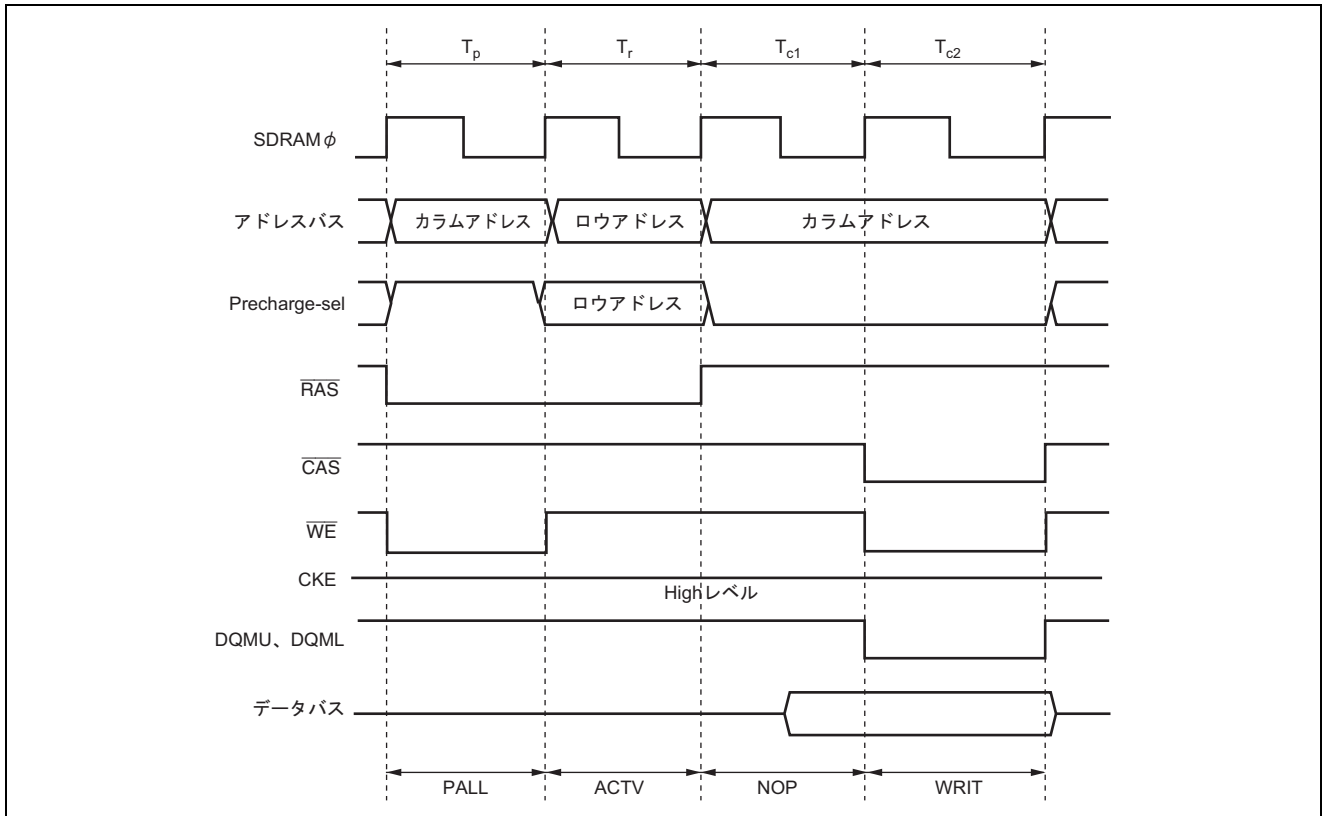 Tp Tr Tc1 Tc2
SDRAMφ
アドレスバス カラムアドレス ロウアドレス カラムアドレス
Precharge-sel ロウアドレス
RAS
CAS
WE
CKE
Highレベル
DQMU、DQML
データバス
PALL ACTV NOP WRIT